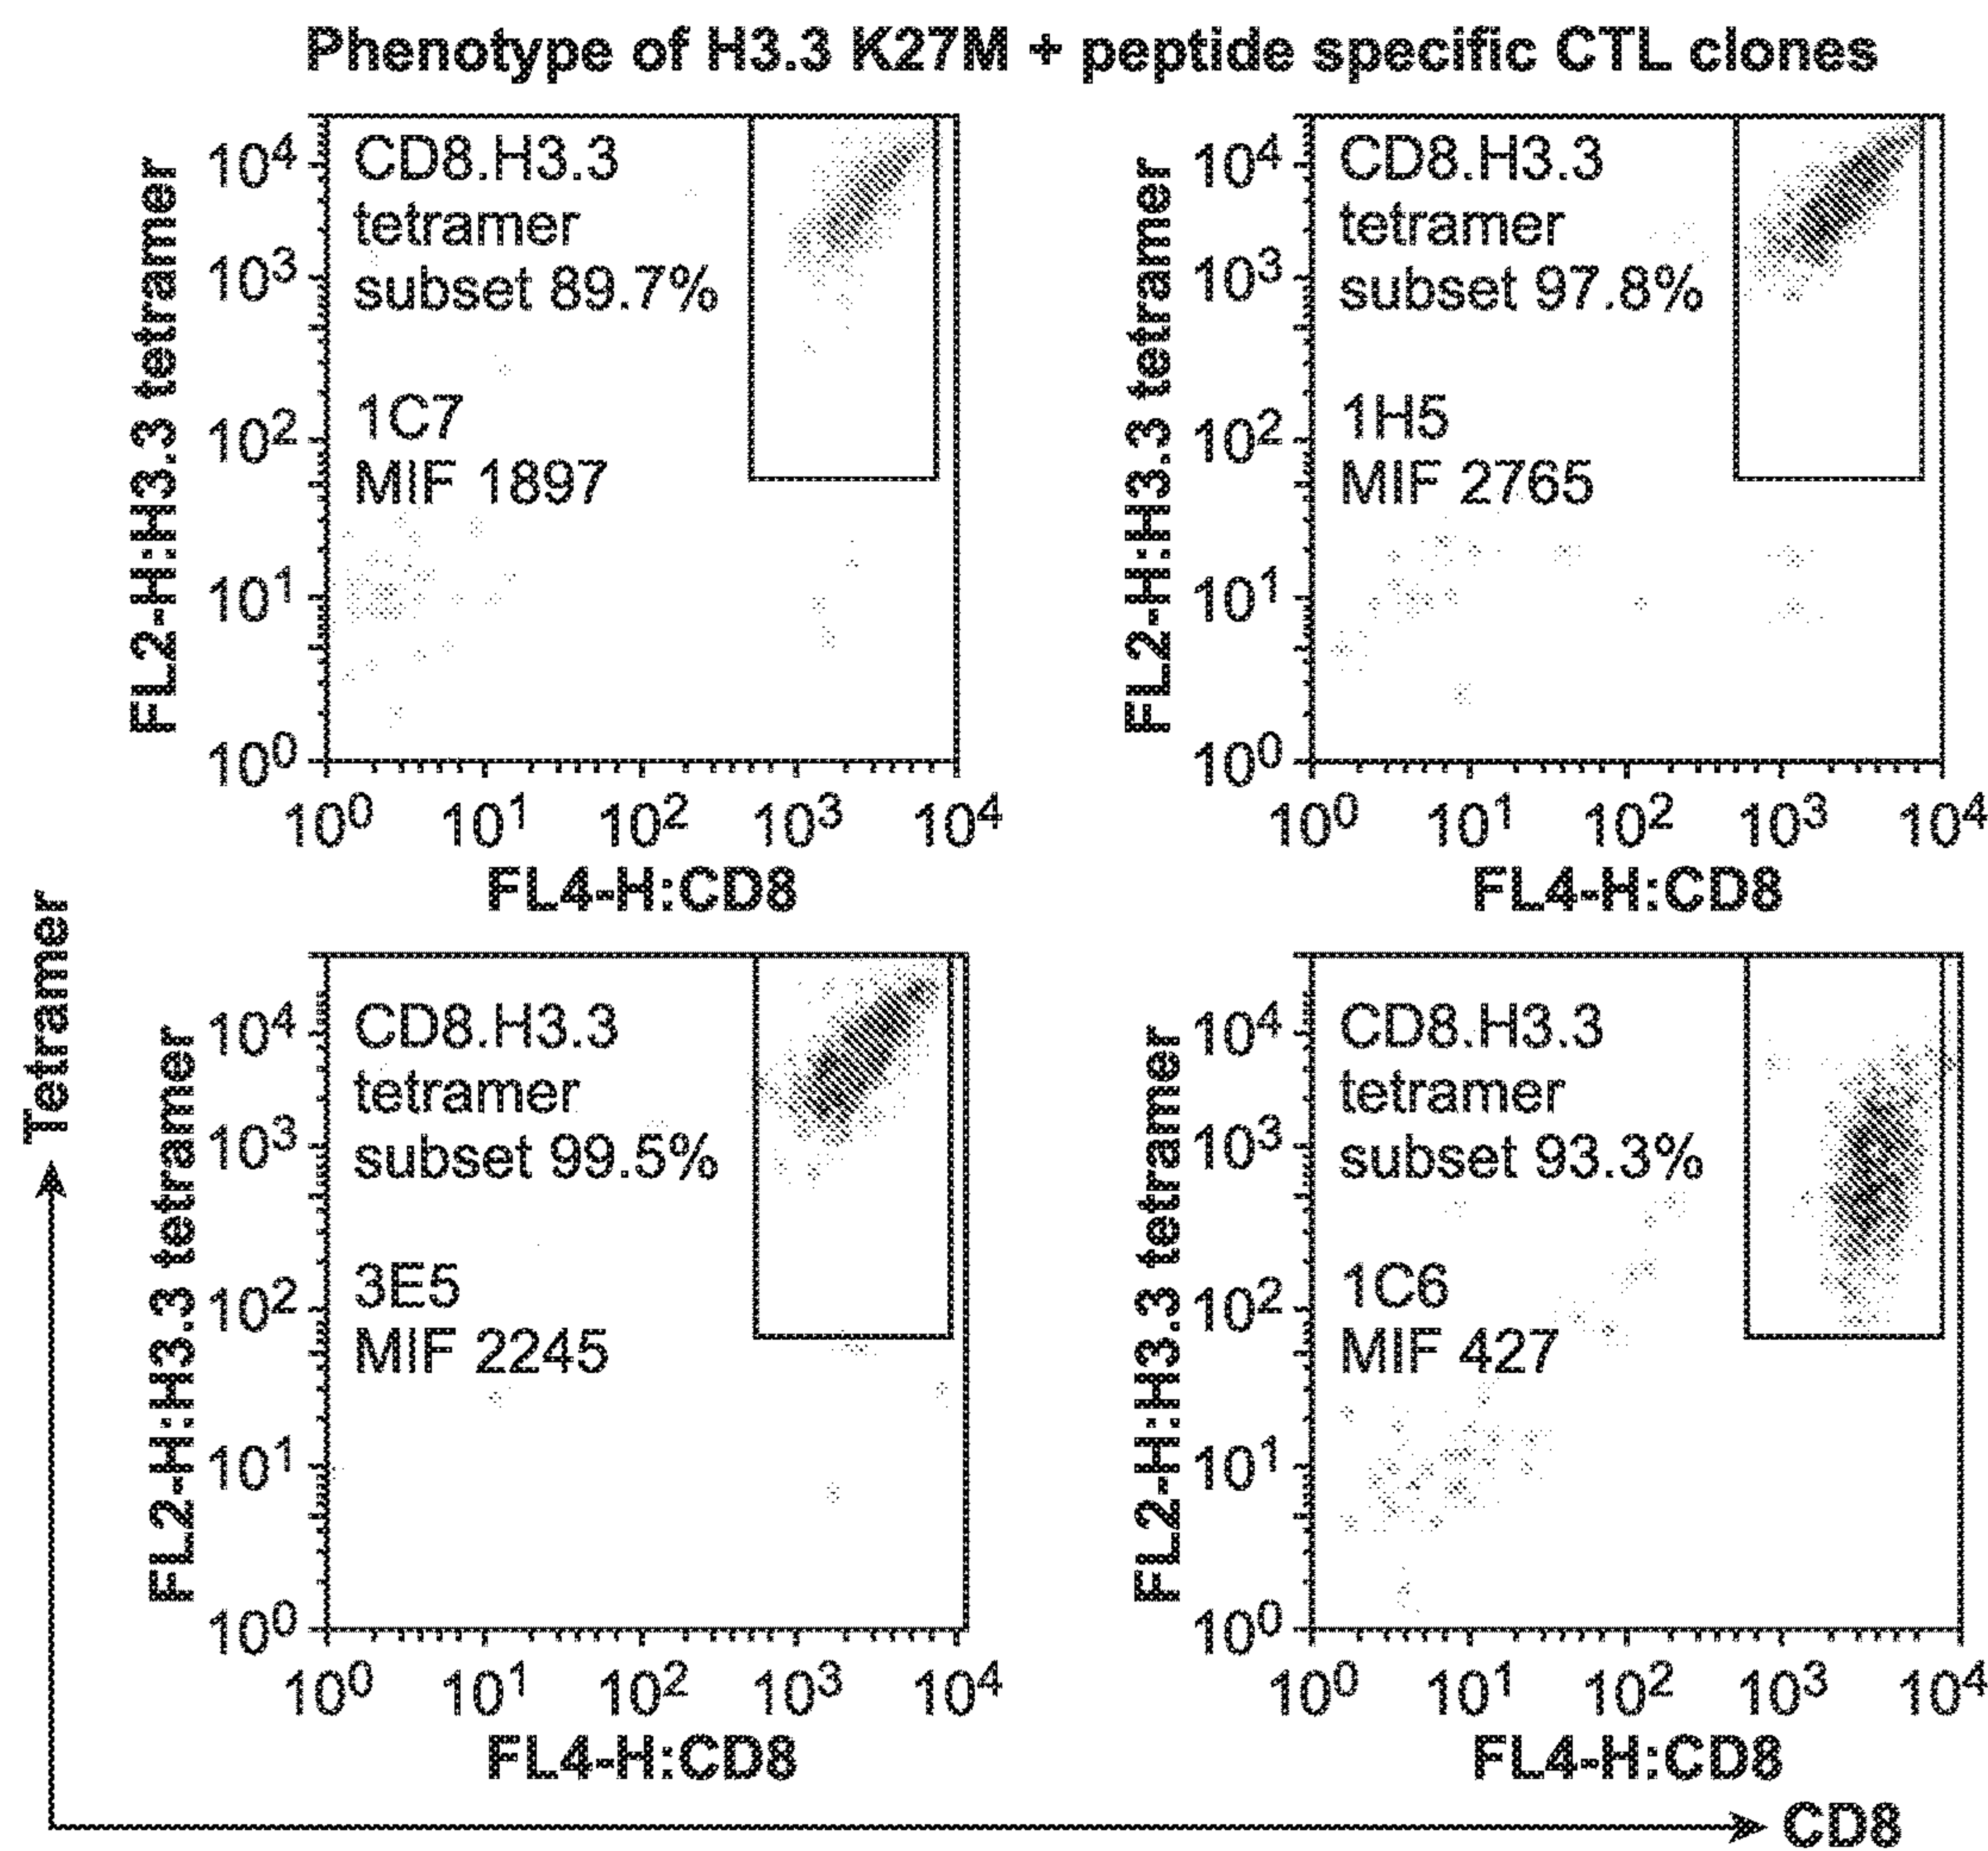 Phenotype of H3.3 K27M + peptide specific CTL clones
FL2-H:H3.3 tetramer
10⁴
10³
10²
10¹
10⁰
CD8.H3.3
tetramer
subset 89.7%
1C7
MIF 1897
10⁰ 10¹ 10² 10³ 10⁴
FL4-H:CD8
FL2-H:H3.3 tetramer
10⁴
10³
10²
10¹
10⁰
CD8.H3.3
tetramer
subset 97.8%
1H5
MIF 2765
10⁰ 10¹ 10² 10³ 10⁴
FL4-H:CD8
Tetramer
FL2-H:H3.3 tetramer
10⁴
10³
10²
10¹
10⁰
CD8.H3.3
tetramer
subset 99.5%
3E5
MIF 2245
10⁰ 10¹ 10² 10³ 10⁴
FL4-H:CD8
FL2-H:H3.3 tetramer
10⁴
10³
10²
10¹
10⁰
CD8.H3.3
tetramer
subset 93.3%
1C6
MIF 427
10⁰ 10¹ 10² 10³ 10⁴
FL4-H:CD8
CD8